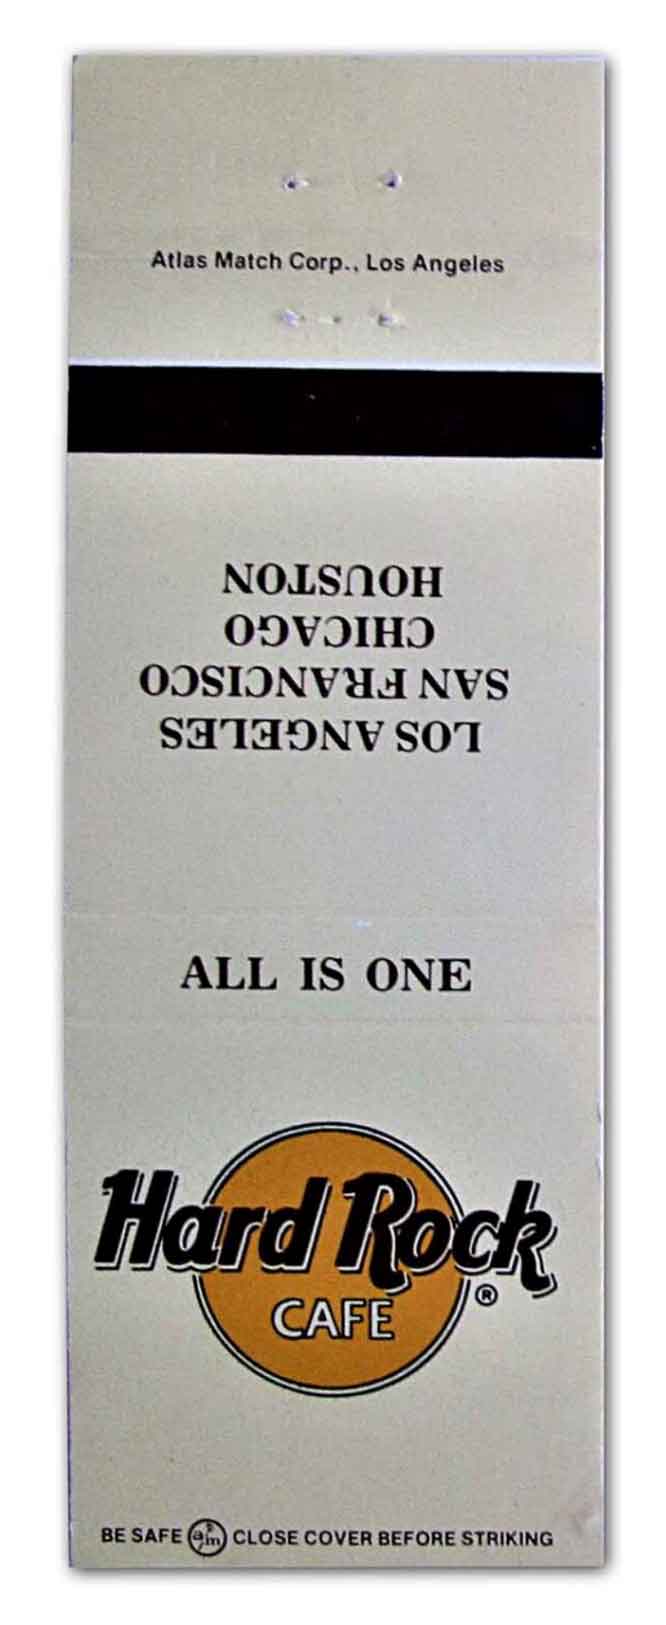 Atlas Match Corp., Los Angeles
LOS ANGELES
SAN FRANCISCO
CHICAGO
HOUSTON
ALL IS ONE
Hard Rock
CAFE
®
BE SAFE CLOSE COVER BEFORE STRIKING